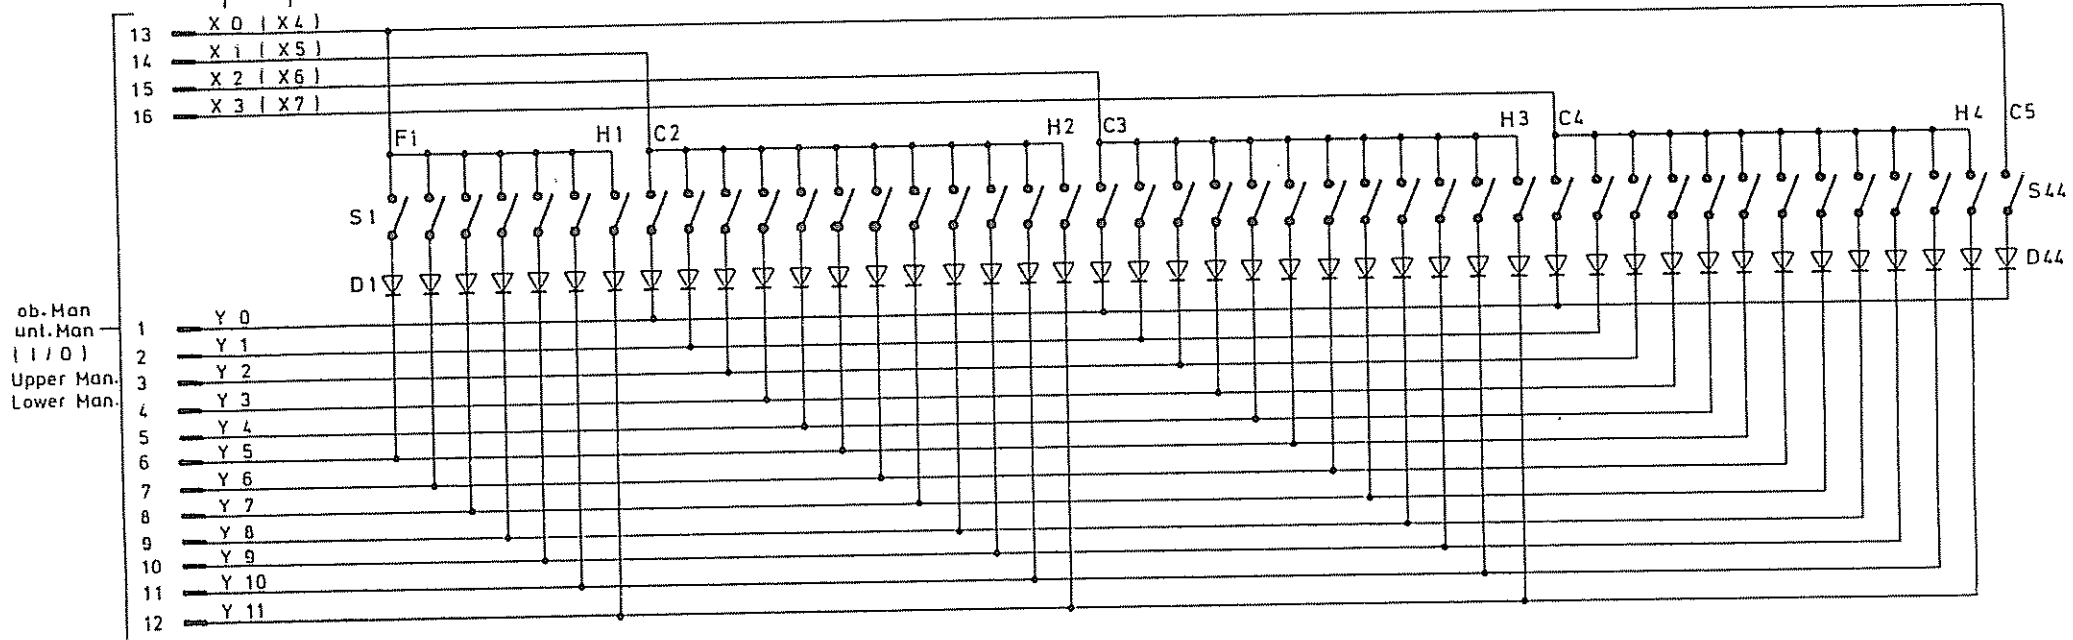 13 X 0 ( X4 )
14 X 1 ( X5 )
15 X 2 ( X6 )
16 X 3 ( X7 )
F1 H1 C2 H2 C3 H3 C4 H4 C5
S1 S44
D1 D44
ob. Man
unt. Man
( I / O )
Upper Man.
Lower Man.
1 Y 0
2 Y 1
3 Y 2
4 Y 3
5 Y 4
6 Y 5
7 Y 6
8 Y 7
9 Y 8
10 Y 9
11 Y 10
12 Y 11